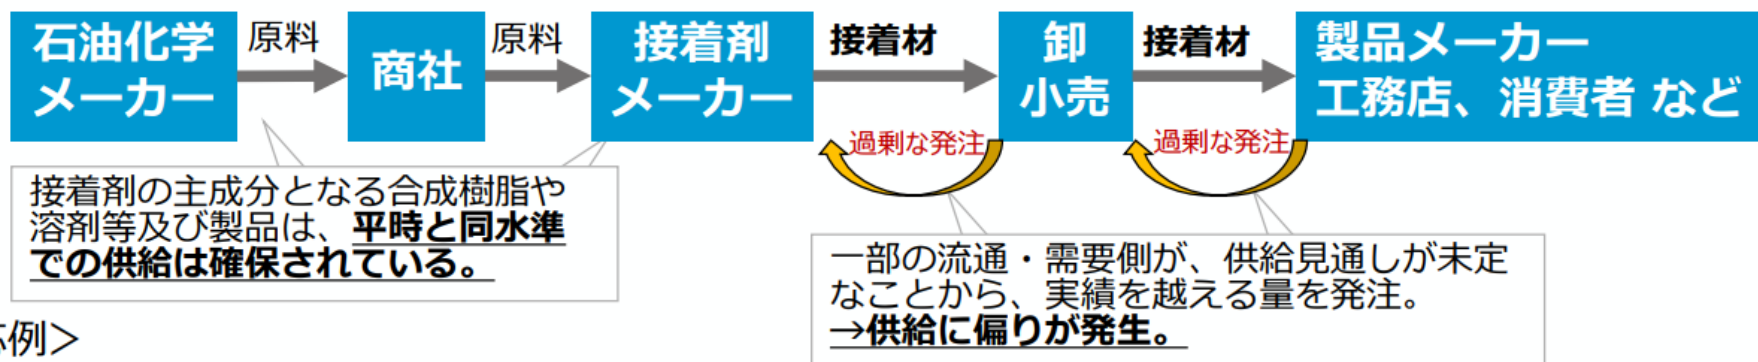 石油化学
メーカー
原料
商社
原料
接着剤
メーカー
接着材
卸
小売
接着材
製品メーカー
工務店、消費者 など
過剰な発注
過剰な発注
接着剤の主成分となる合成樹脂や
溶剤等及び製品は、平時と同水準
での供給は確保されている。
一部の流通・需要側が、供給見通しが未定
なことから、実績を越える量を発注。
→供給に偏りが発生。
例＞